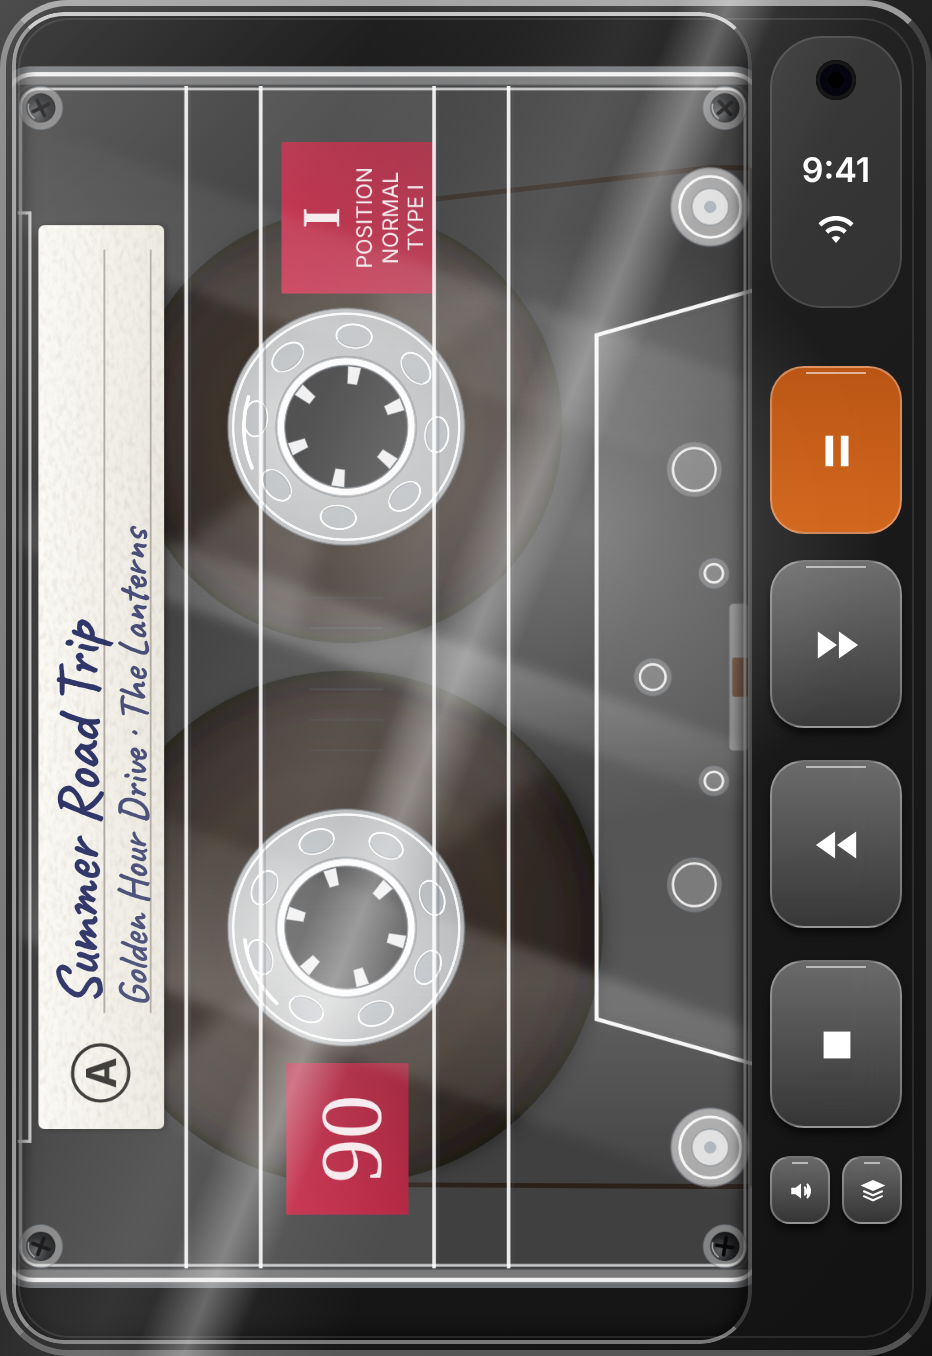 9:41
Summer Road Trip
Golden Hour Drive · The Lanterns
A
I
POSITION
NORMAL
TYPE I
90